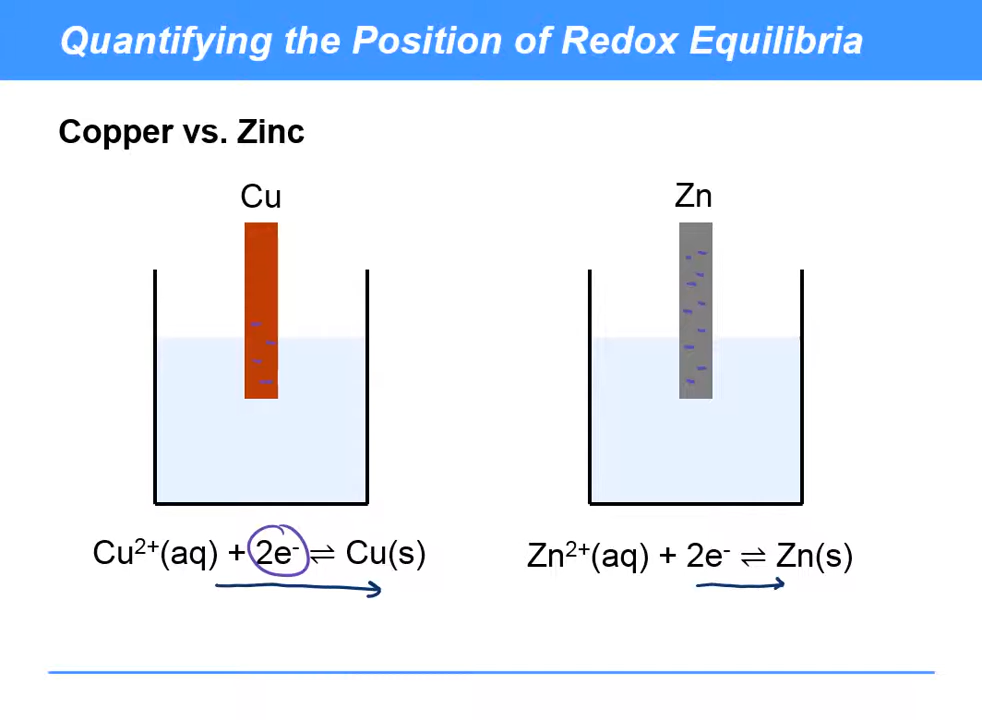 Quantifying the Position of Redox Equilibria
Copper vs. Zinc
Cu
Zn
Cu²⁺(aq) + 2e⁻ ⇌ Cu(s)
Zn²⁺(aq) + 2e⁻ ⇌ Zn(s)